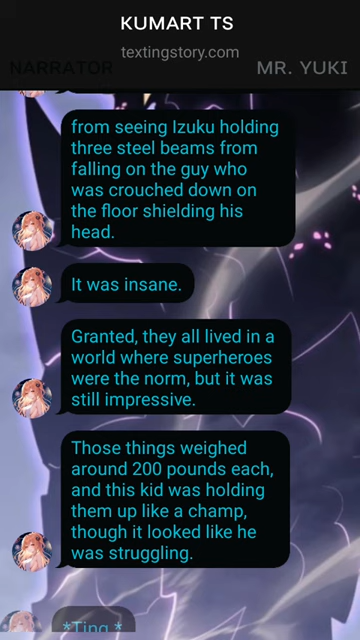 KUMART TS
textingstory.com
NARRATOR
MR. YUKI
from seeing Izuku holding
three steel beams from
falling on the guy who
was crouched down on
the floor shielding his
head.
It was insane.
Granted, they all lived in a
world where superheroes
were the norm, but it was
still impressive.
Those things weighed
around 200 pounds each,
and this kid was holding
them up like a champ,
though it looked like he
was struggling.
*Ting *